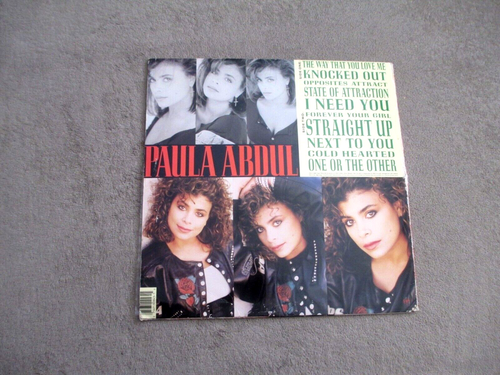 THE WAY THAT YOU LOVE ME
KNOCKED OUT
OPPOSITES ATTRACT
STATE OF ATTRACTION
I NEED YOU
FOREVER YOUR GIRL
STRAIGHT UP
NEXT TO YOU
COLD HEARTED
ONE OR THE OTHER
PAULA ABDUL